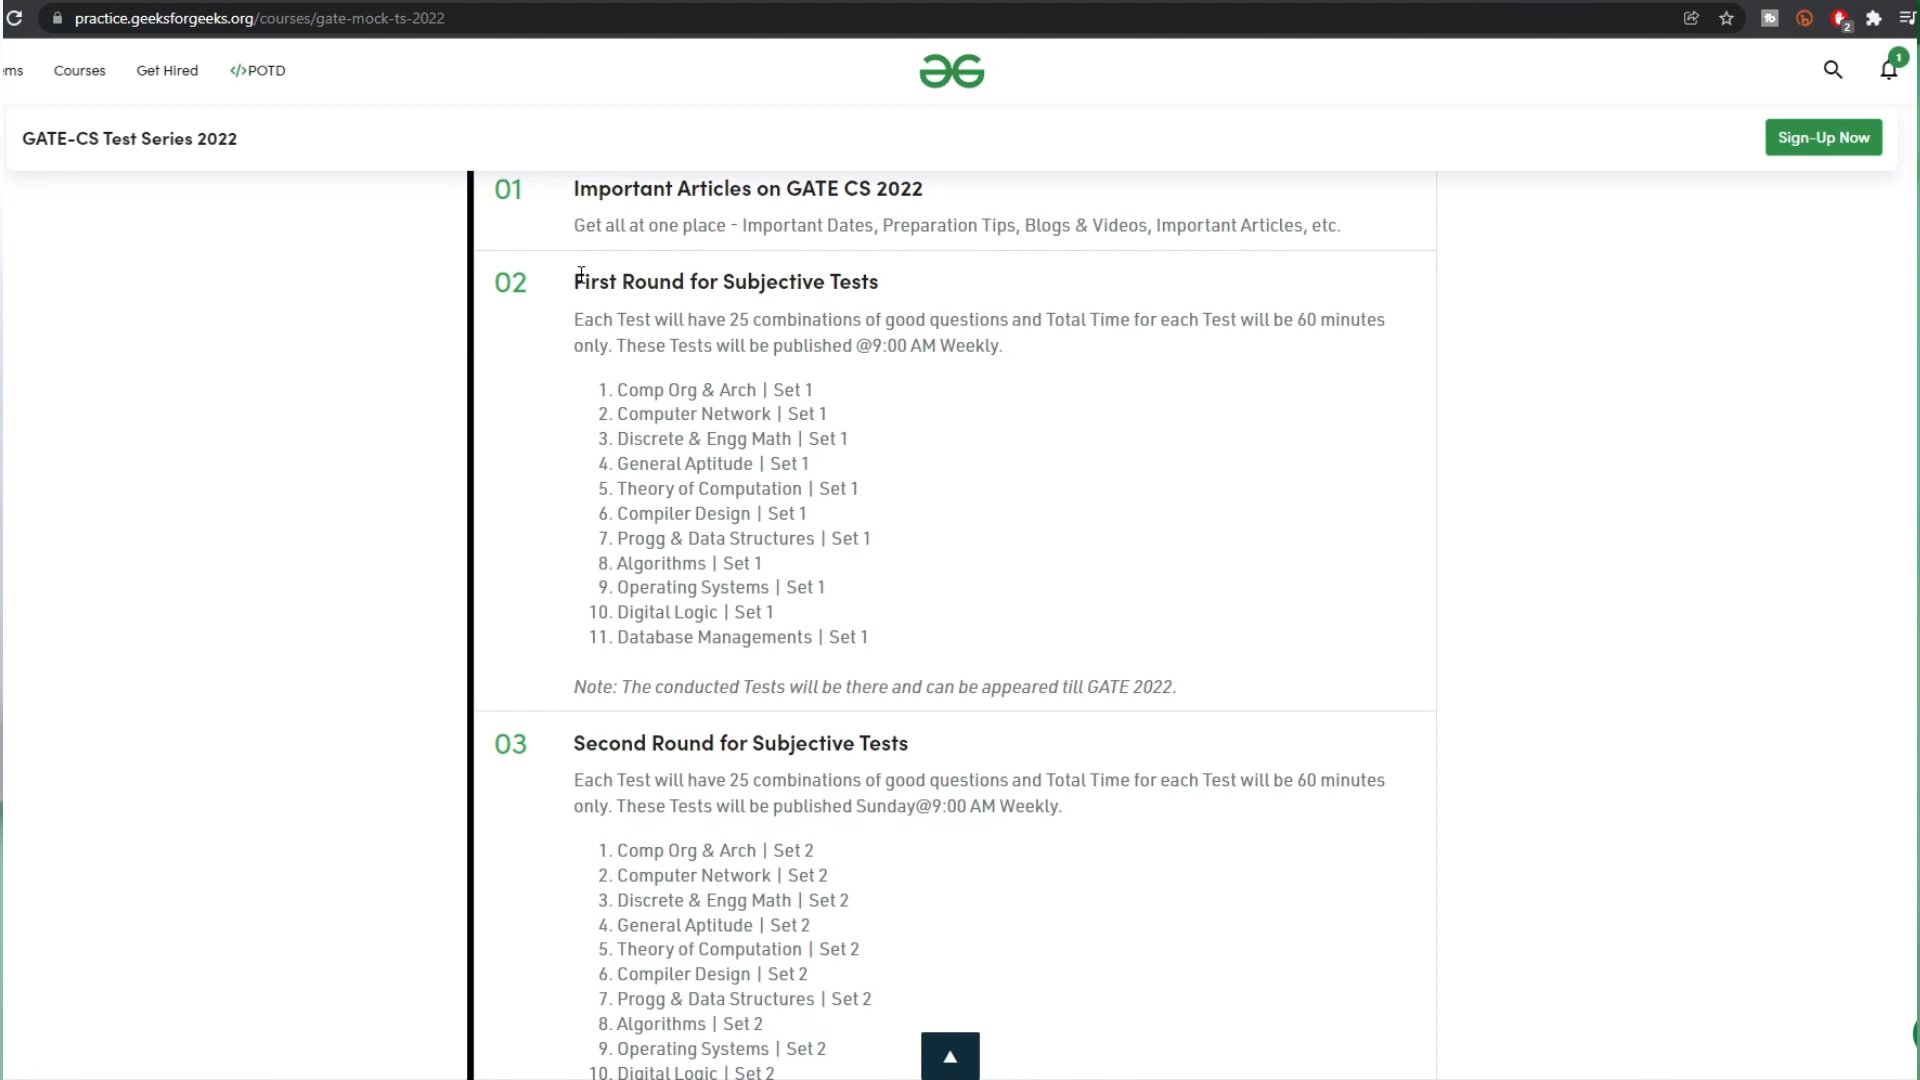 practice.geeksforgeeks.org/courses/gate-mock-ts-2022
2
ems
Courses
Get Hired
</>POTD
1
GATE-CS Test Series 2022
Sign-Up Now
01
Important Articles on GATE CS 2022
Get all at one place - Important Dates, Preparation Tips, Blogs & Videos, Important Articles, etc.
02
First Round for Subjective Tests
Each Test will have 25 combinations of good questions and Total Time for each Test will be 60 minutes
only. These Tests will be published @9:00 AM Weekly.
1. Comp Org & Arch | Set 1
2. Computer Network | Set 1
3. Discrete & Engg Math | Set 1
4. General Aptitude | Set 1
5. Theory of Computation | Set 1
6. Compiler Design | Set 1
7. Progg & Data Structures | Set 1
8. Algorithms | Set 1
9. Operating Systems | Set 1
10. Digital Logic | Set 1
11. Database Managements | Set 1
Note: The conducted Tests will be there and can be appeared till GATE 2022.
03
Second Round for Subjective Tests
Each Test will have 25 combinations of good questions and Total Time for each Test will be 60 minutes
only. These Tests will be published Sunday@9:00 AM Weekly.
1. Comp Org & Arch | Set 2
2. Computer Network | Set 2
3. Discrete & Engg Math | Set 2
4. General Aptitude | Set 2
5. Theory of Computation | Set 2
6. Compiler Design | Set 2
7. Progg & Data Structures | Set 2
8. Algorithms | Set 2
9. Operating Systems | Set 2
10. Digital Logic | Set 2